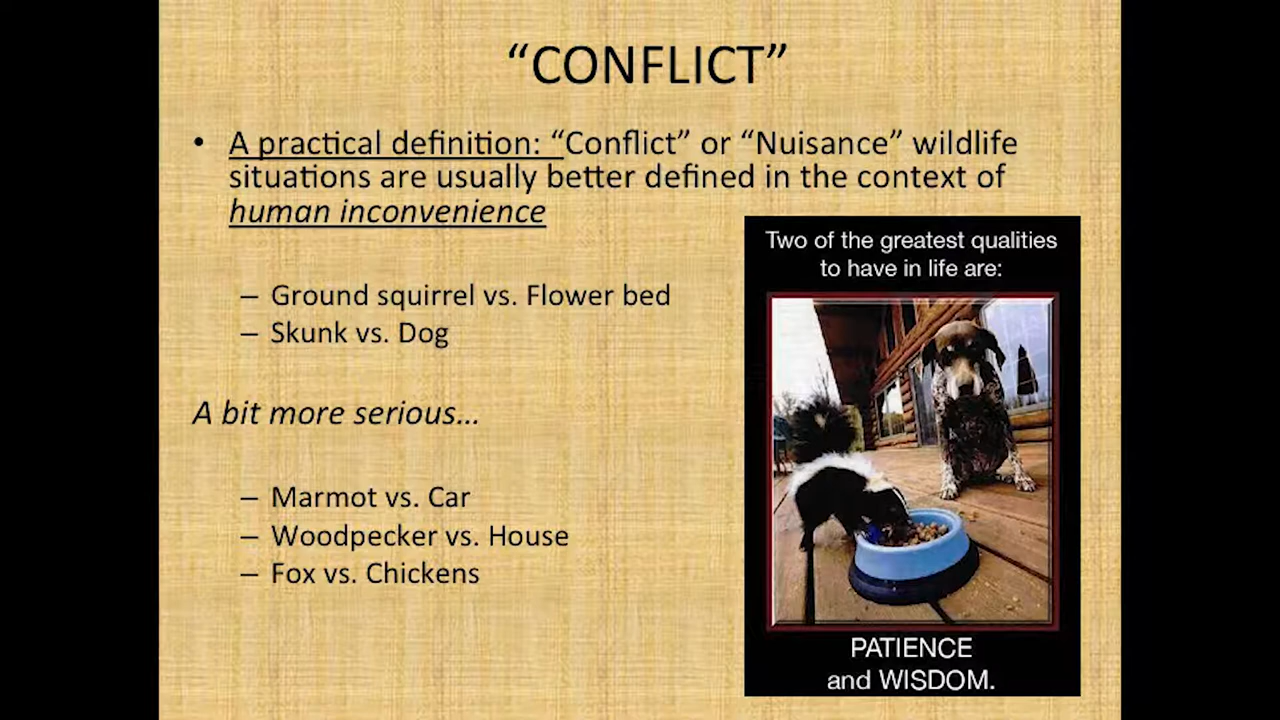 “CONFLICT”
• A practical definition: “Conflict” or “Nuisance” wildlife
situations are usually better defined in the context of
human inconvenience
– Ground squirrel vs. Flower bed
– Skunk vs. Dog
A bit more serious…
– Marmot vs. Car
– Woodpecker vs. House
– Fox vs. Chickens
Two of the greatest qualities
to have in life are:
PATIENCE
and WISDOM.